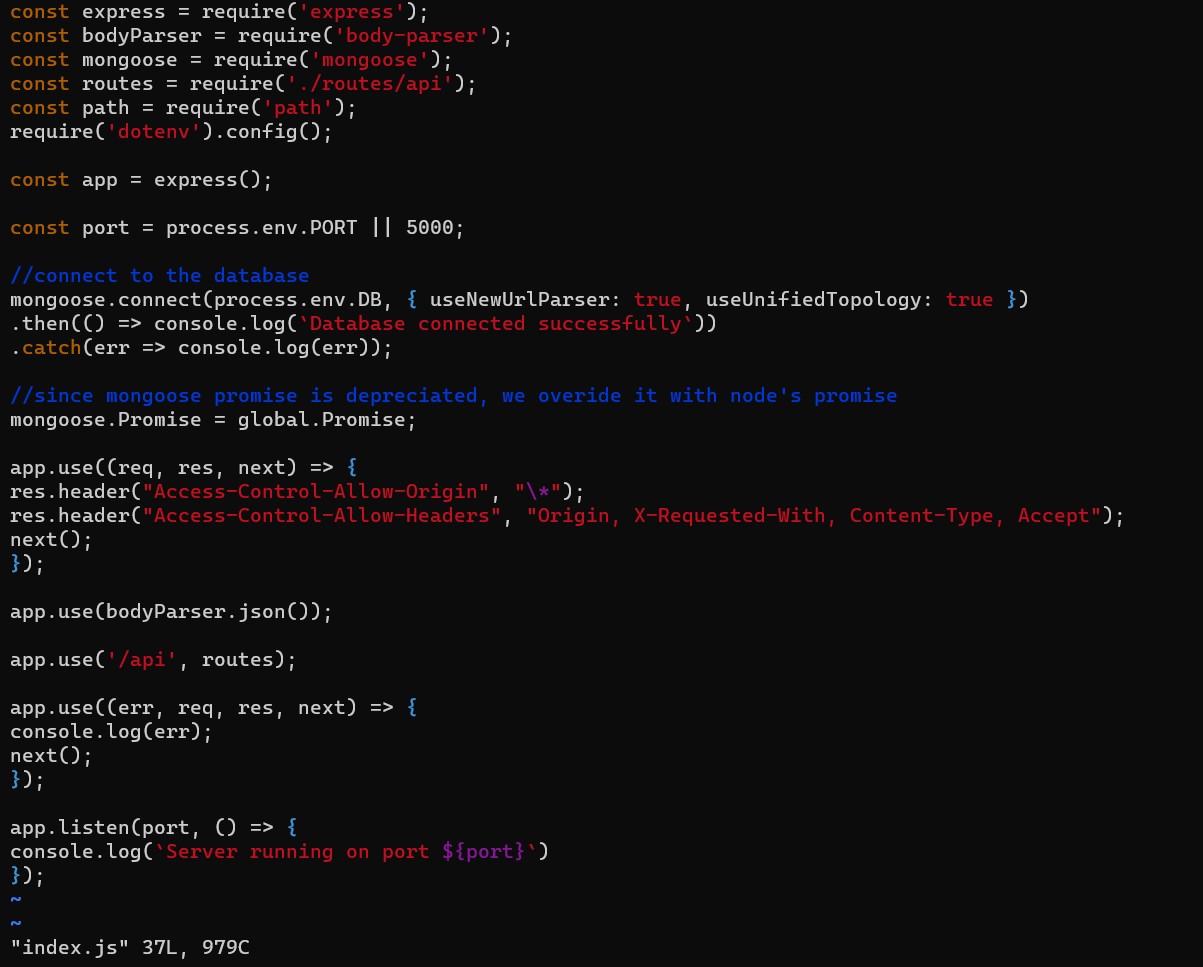 const express = require('express');
const bodyParser = require('body-parser');
const mongoose = require('mongoose');
const routes = require('./routes/api');
const path = require('path');
require('dotenv').config();
const app = express();
const port = process.env.PORT || 5000;
//connect to the database
mongoose.connect(process.env.DB, { useNewUrlParser: true, useUnifiedTopology: true })
.then(() => console.log(`Database connected successfully`))
.catch(err => console.log(err));
//since mongoose promise is depreciated, we overide it with node's promise
mongoose.Promise = global.Promise;
app.use((req, res, next) => {
res.header("Access-Control-Allow-Origin", "\*");
res.header("Access-Control-Allow-Headers", "Origin, X-Requested-With, Content-Type, Accept");
next();
});
app.use(bodyParser.json());
app.use('/api', routes);
app.use((err, req, res, next) => {
console.log(err);
next();
});
app.listen(port, () => {
console.log(`Server running on port ${port}`)
});
~
~
"index.js" 37L, 979C